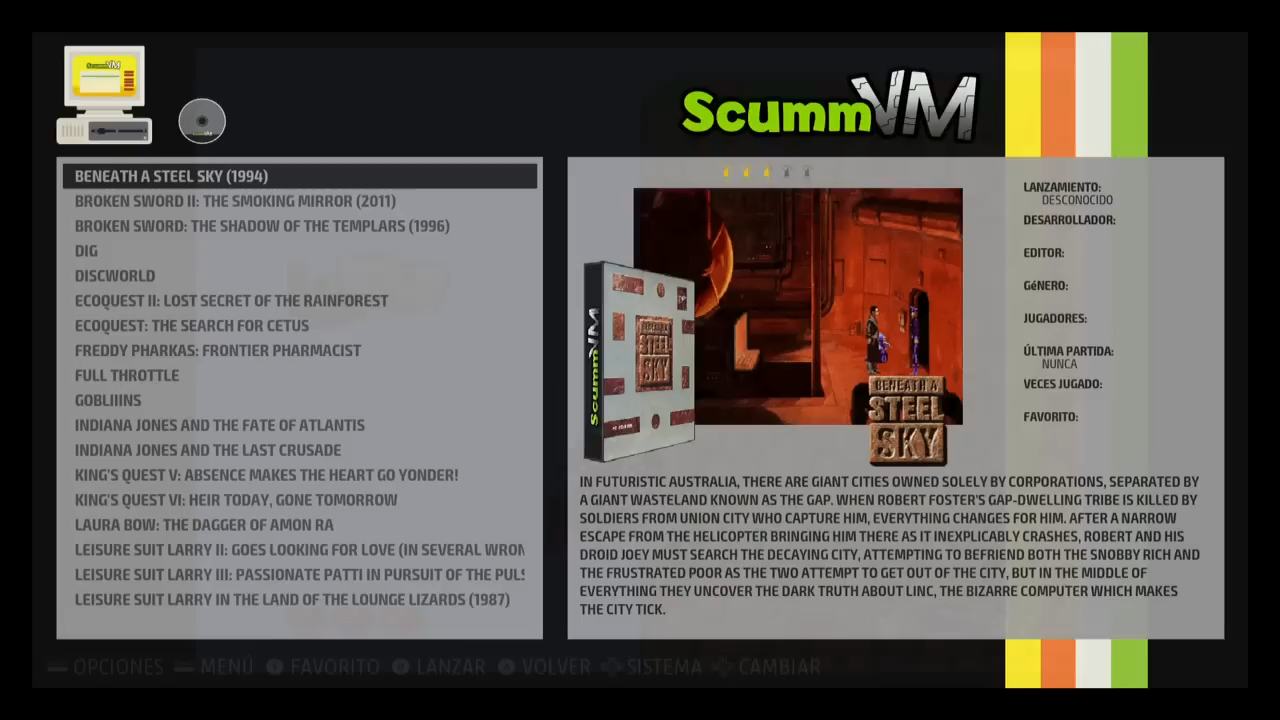 ScummVM
ScummVM
BENEATH A STEEL SKY (1994)
BROKEN SWORD II: THE SMOKING MIRROR (2011)
BROKEN SWORD: THE SHADOW OF THE TEMPLARS (1996)
DIG
DISCWORLD
ECOQUEST II: LOST SECRET OF THE RAINFOREST
ECOQUEST: THE SEARCH FOR CETUS
FREDDY PHARKAS: FRONTIER PHARMACIST
FULL THROTTLE
GOBLIIINS
INDIANA JONES AND THE FATE OF ATLANTIS
INDIANA JONES AND THE LAST CRUSADE
KING'S QUEST V: ABSENCE MAKES THE HEART GO YONDER!
KING'S QUEST VI: HEIR TODAY, GONE TOMORROW
LAURA BOW: THE DAGGER OF AMON RA
LEISURE SUIT LARRY II: GOES LOOKING FOR LOVE (IN SEVERAL WRON
LEISURE SUIT LARRY III: PASSIONATE PATTI IN PURSUIT OF THE PULS
LEISURE SUIT LARRY IN THE LAND OF THE LOUNGE LIZARDS (1987)
ScummVM
BENEATH A
STEEL
SKY
BENEATH A
STEEL
SKY
LANZAMIENTO:
DESCONOCIDO
DESARROLLADOR:
EDITOR:
GéNERO:
JUGADORES:
ÚLTIMA PARTIDA:
NUNCA
VECES JUGADO:
FAVORITO:
IN FUTURISTIC AUSTRALIA, THERE ARE GIANT CITIES OWNED SOLELY BY CORPORATIONS, SEPARATED BY
A GIANT WASTELAND KNOWN AS THE GAP. WHEN ROBERT FOSTER'S GAP-DWELLING TRIBE IS KILLED BY
SOLDIERS FROM UNION CITY WHO CAPTURE HIM, EVERYTHING CHANGES FOR HIM. AFTER A NARROW
ESCAPE FROM THE HELICOPTER BRINGING HIM THERE AS IT INEXPLICABLY CRASHES, ROBERT AND HIS
DROID JOEY MUST SEARCH THE DECAYING CITY, ATTEMPTING TO BEFRIEND BOTH THE SNOBBY RICH AND
THE FRUSTRATED POOR AS THE TWO ATTEMPT TO GET OUT OF THE CITY, BUT IN THE MIDDLE OF
EVERYTHING THEY UNCOVER THE DARK TRUTH ABOUT LINC, THE BIZARRE COMPUTER WHICH MAKES
THE CITY TICK.
OPCIONES MENÚ FAVORITO LANZAR VOLVER SISTEMA CAMBIAR